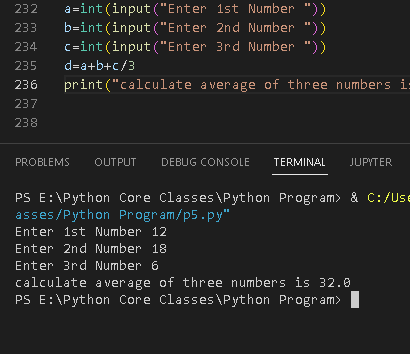 232 a=int(input("Enter 1st Number "))
233 b=int(input("Enter 2nd Number "))
234 c=int(input("Enter 3rd Number "))
235 d=a+b+c/3
236 print("calculate average of three numbers is
237
238
PROBLEMS OUTPUT DEBUG CONSOLE TERMINAL JUPYTER
PS E:\Python Core Classes\Python Program> & C:/Use
asses/Python Program/p5.py"
Enter 1st Number 12
Enter 2nd Number 18
Enter 3rd Number 6
calculate average of three numbers is 32.0
PS E:\Python Core Classes\Python Program>